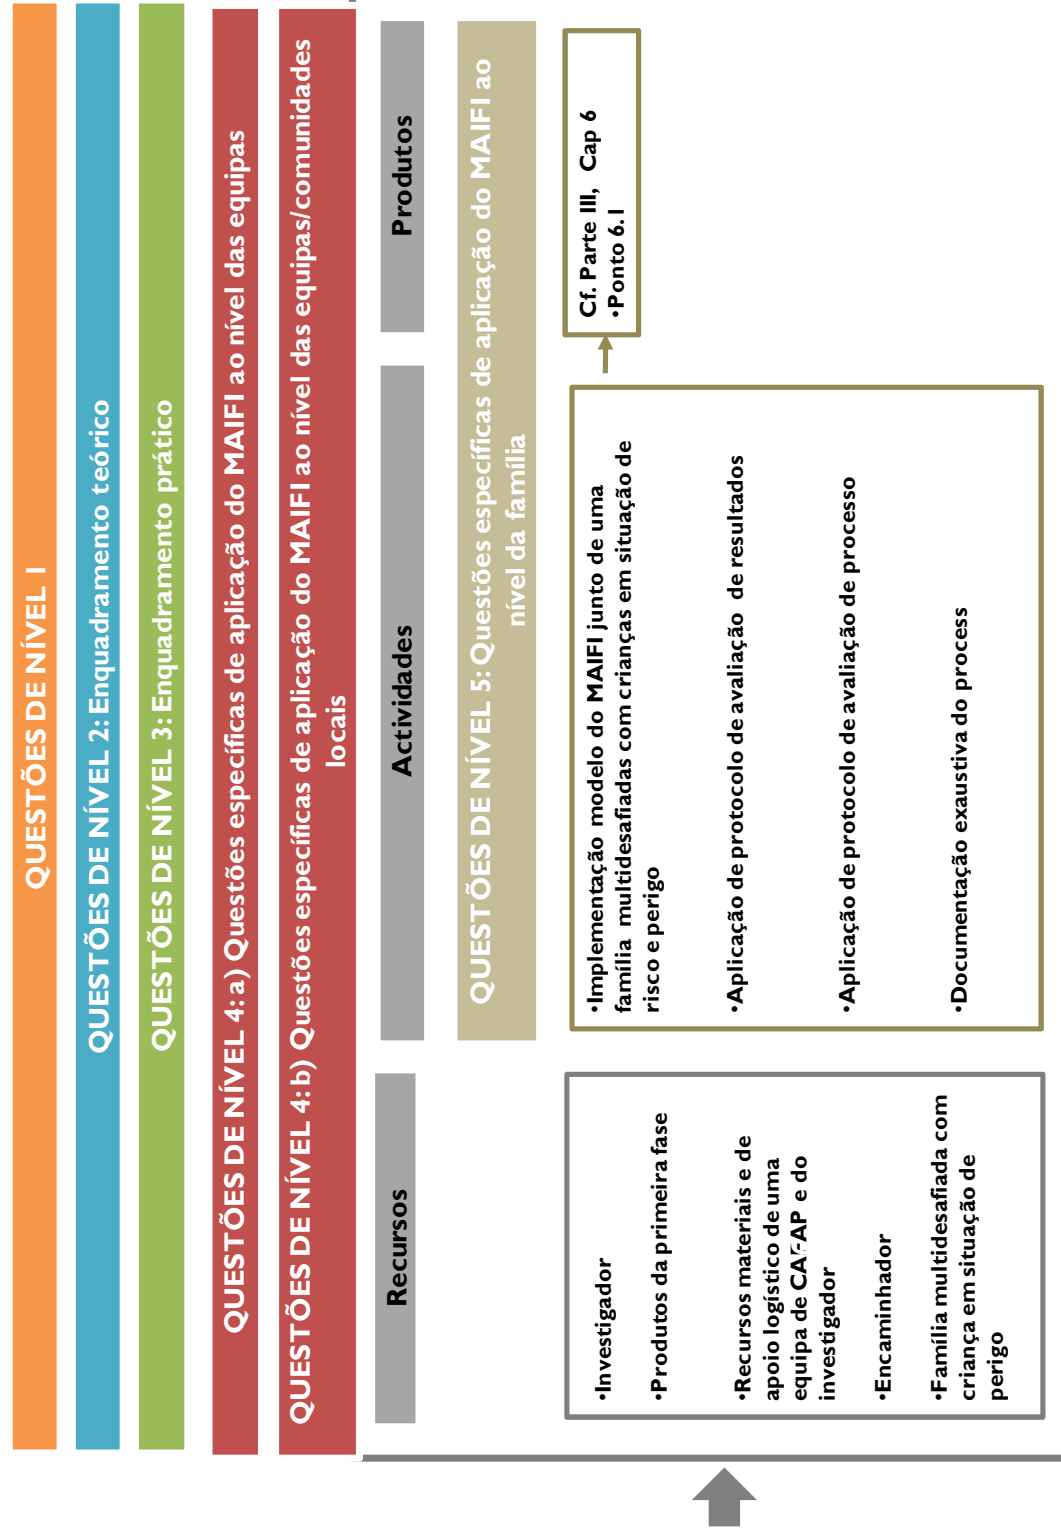 QUESTÕES DE NÍVEL 1
QUESTÕES DE NÍVEL 2: Enquadramento teórico
QUESTÕES DE NÍVEL 3: Enquadramento prático
QUESTÕES DE NÍVEL 4: a) Questões específicas de aplicação do MAIFI ao nível das equipas
QUESTÕES DE NÍVEL 4: b) Questões específicas de aplicação do MAIFI ao nível das equipas/comunidades
locais
Recursos
Actividades
Produtos
QUESTÕES DE NÍVEL 5: Questões específicas de aplicação do MAIFI ao
nível da família
•Investigador
•Produtos da primeira fase
•Recursos materiais e de
apoio logístico de uma
equipa de CAFAP e do
investigador
•Encaminhador
•Família multidesafiada com
criança em situação de
perigo
•Implementação modelo do MAIFI junto de uma
família multidesafiadas com crianças em situação de
risco e perigo
•Aplicação de protocolo de avaliação de resultados
•Aplicação de protocolo de avaliação de processo
•Documentação exaustiva do process
Cf. Parte III, Cap 6
•Ponto 6.1